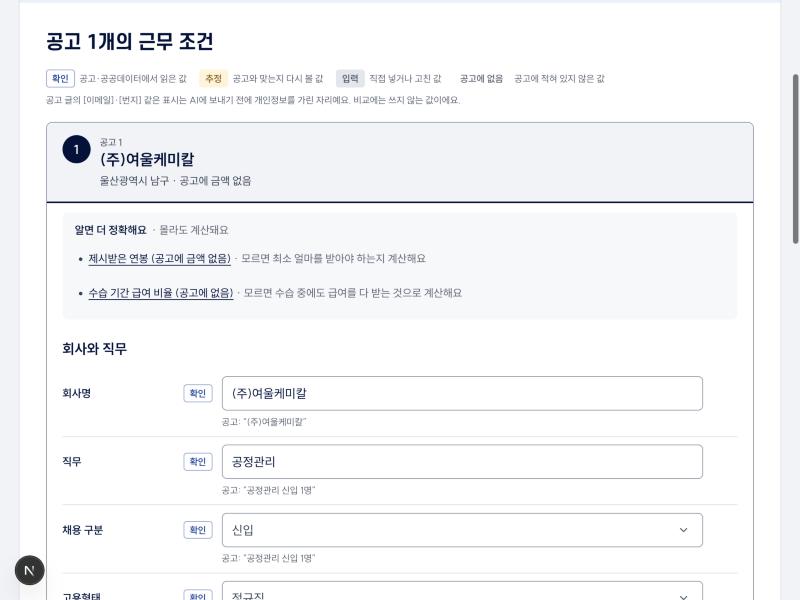 공고 1개의 근무 조건
확인 공고·공공데이터에서 읽은 값 추정 공고와 맞는지 다시 볼 값 입력 직접 넣거나 고친 값 공고에 없음 공고에 적혀 있지 않은 값
공고 글의 [이메일]·[번지] 같은 표시는 AI에 보내기 전에 개인정보를 가린 자리예요. 비교에는 쓰지 않는 값이에요.
1
공고 1
(주)여울케미칼
울산광역시 남구 · 공고에 금액 없음
알면 더 정확해요 · 몰라도 계산돼요
• 제시받은 연봉 (공고에 금액 없음) · 모르면 최소 얼마를 받아야 하는지 계산해요
• 수습 기간 급여 비율 (공고에 없음) · 모르면 수습 중에도 급여를 다 받는 것으로 계산해요
회사와 직무
회사명 확인 (주)여울케미칼
공고: "(주)여울케미칼"
직무 확인 공정관리
공고: "공정관리 신입 1명"
채용 구분 확인 신입
공고: "공정관리 신입 1명"
고용형태 확인 정규직
N